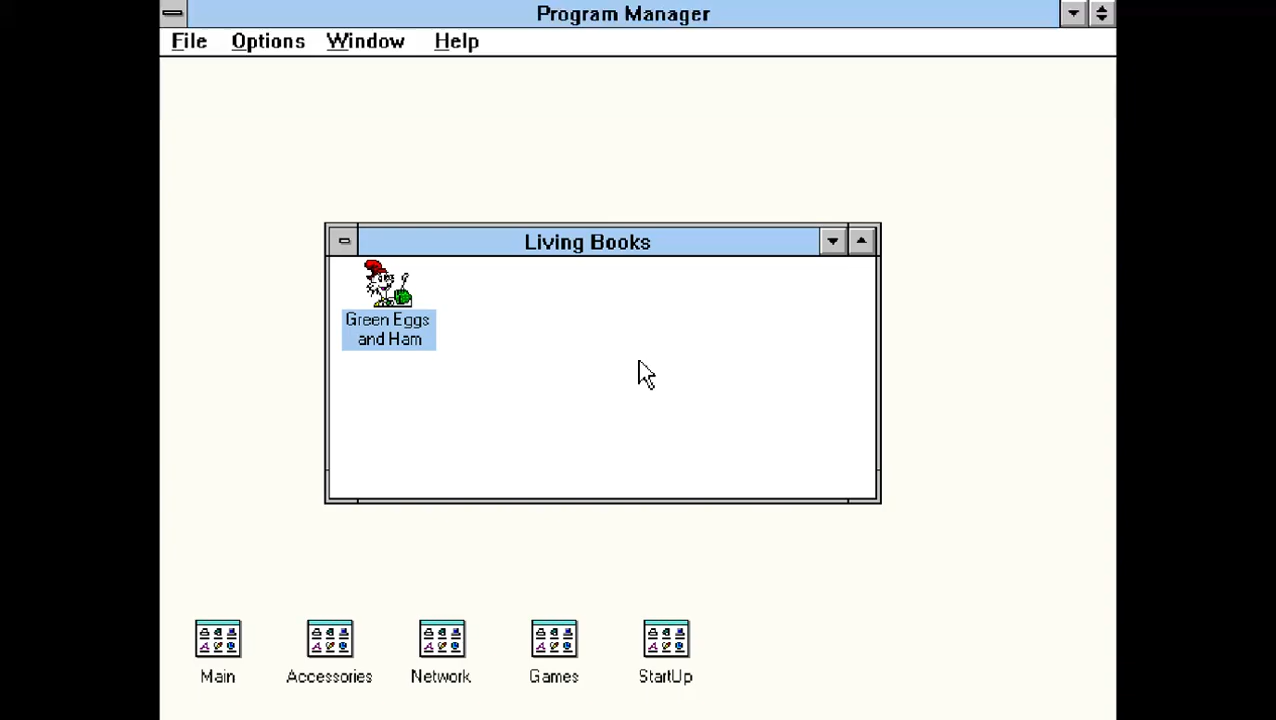 Program Manager
File Options Window Help
Living Books
Green Eggs
and Ham
Main Accessories Network Games StartUp